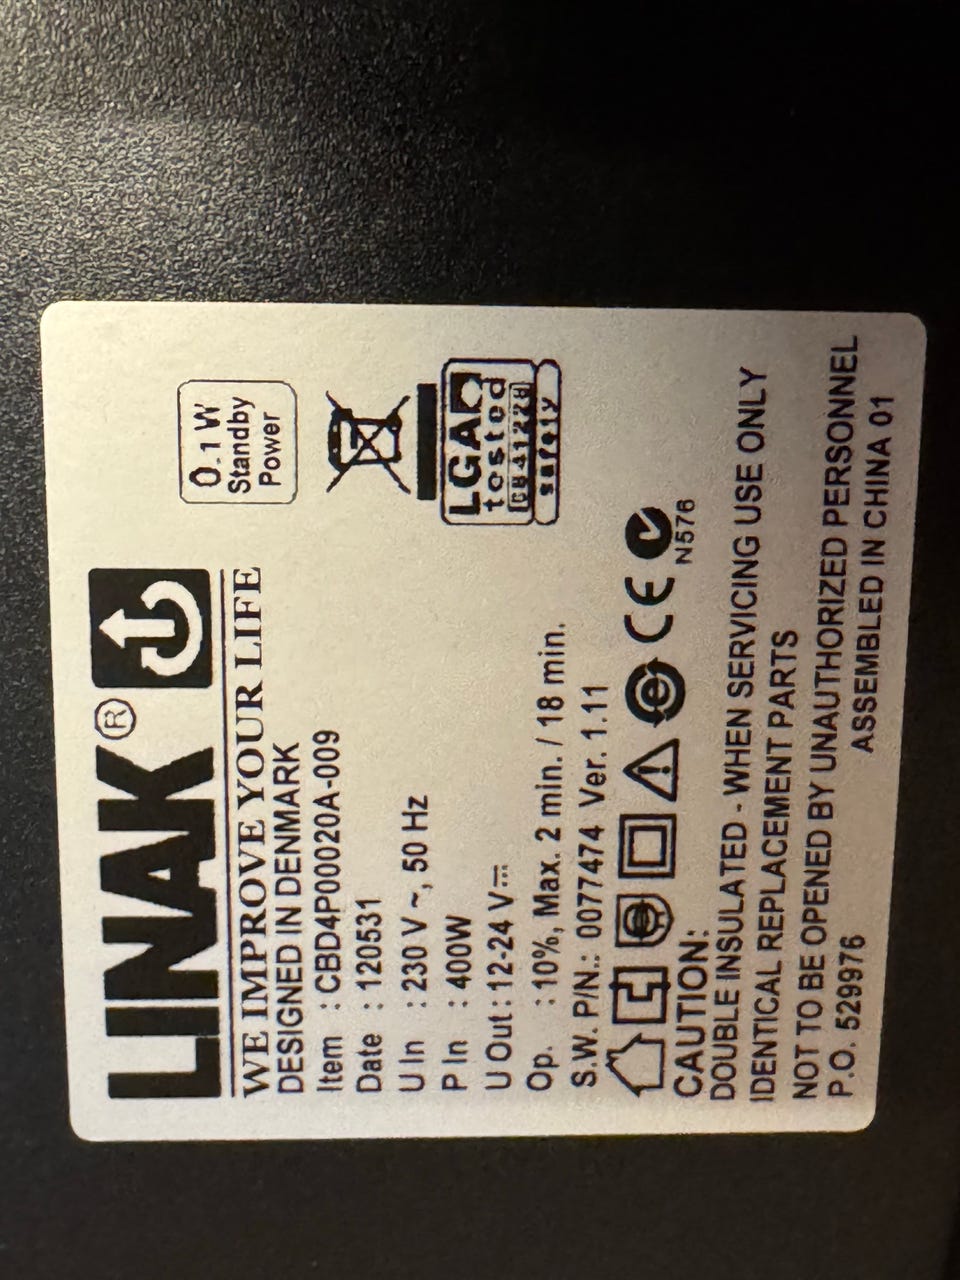 LINAK®
WE IMPROVE YOUR LIFE
DESIGNED IN DENMARK
Item : CBD4P00020A-009
Date : 120531
U In : 230 V ~, 50 Hz
P In : 400W
U Out : 12-24 V⎓
Op. : 10%, Max. 2 min. / 18 min.
S.W. P/N.: 0077474 Ver. 1.11
0.1 W
Standby
Power
LGA
tested
safety
CE
N576
CAUTION:
DOUBLE INSULATED - WHEN SERVICING USE ONLY
IDENTICAL REPLACEMENT PARTS
NOT TO BE OPENED BY UNAUTHORIZED PERSONNEL
P.O. 529976
ASSEMBLED IN CHINA 01